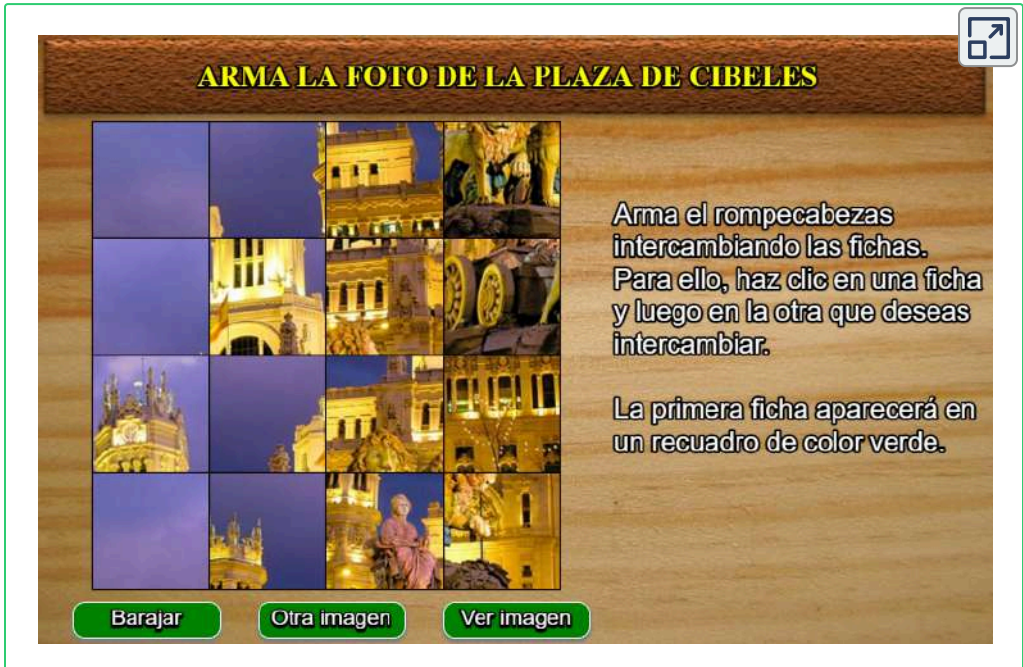 ARMA LA FOTO DE LA PLAZA DE CIBELES
Arma el rompecabezas
intercambiando las fichas.
Para ello, haz clic en una ficha
y luego en la otra que deseas
intercambiar.
La primera ficha aparecerá en
un recuadro de color verde.
Barajar
Otra imagen
Ver imagen